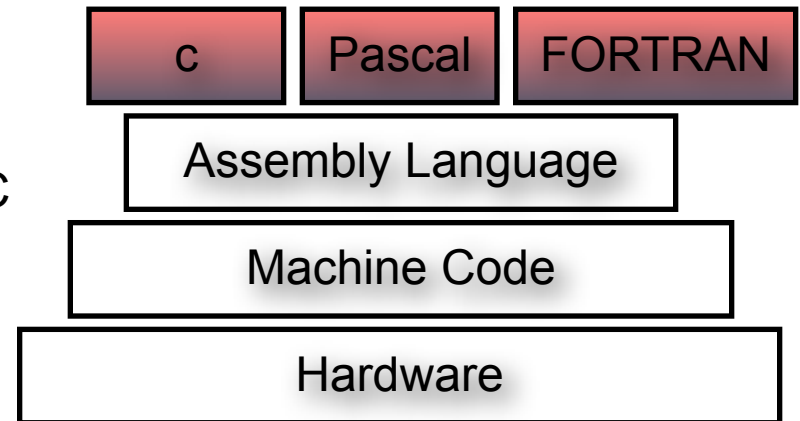 c Pascal FORTRAN
Assembly Language
C
Machine Code
Hardware